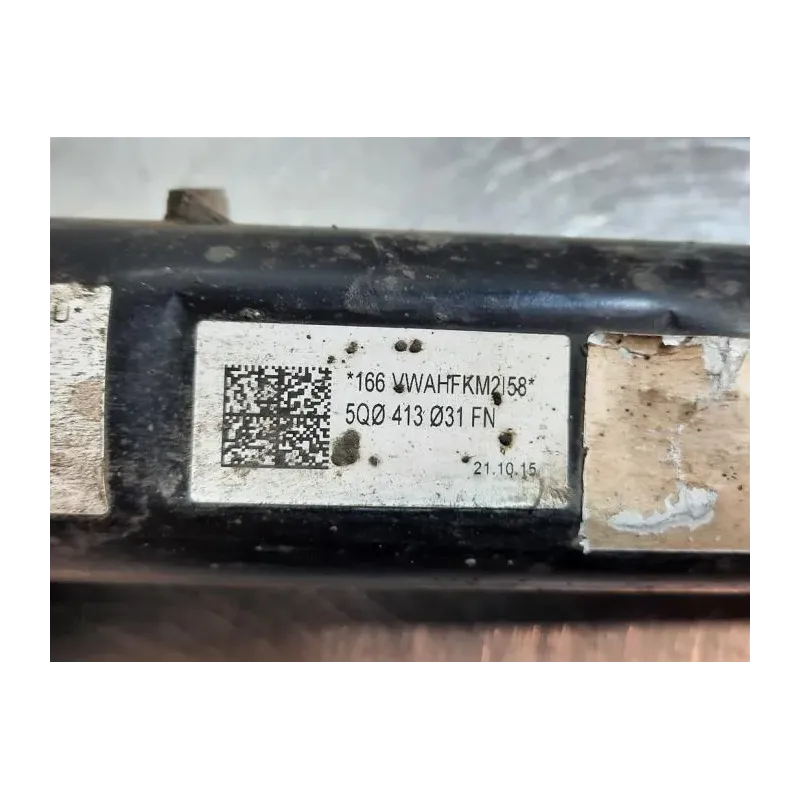 U*
*166 VWAHFKM2I58*
5QØ 413 Ø31 FN
21.10.15